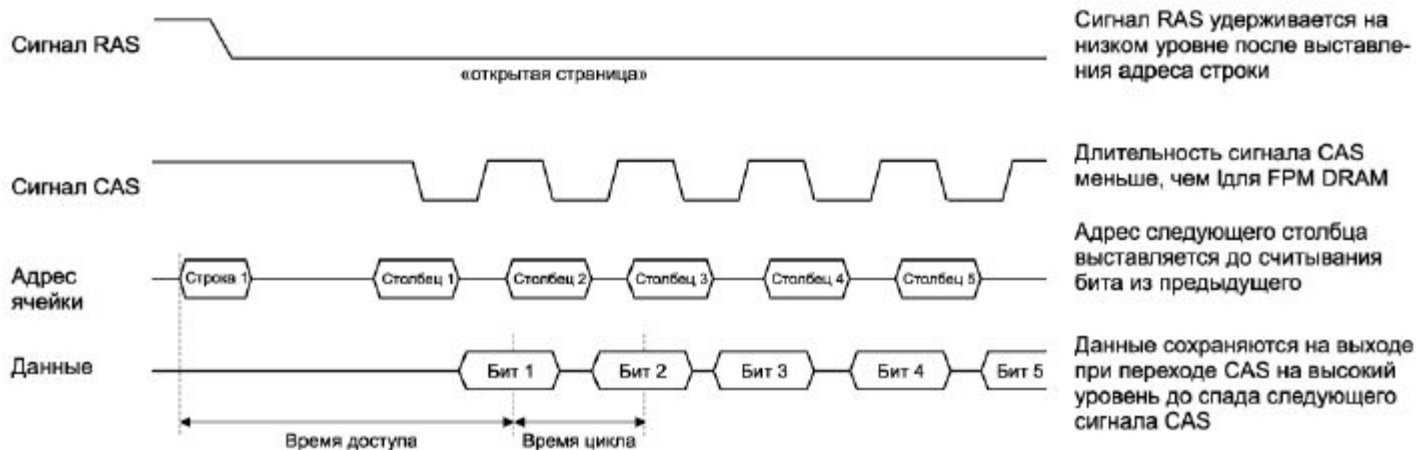 Сигнал RAS
«открытая страница»
Сигнал RAS удерживается на
низком уровне после выставле-
ния адреса строки
Сигнал CAS
Длительность сигнала CAS
меньше, чем Iдля FPM DRAM
Адрес
ячейки
Строка 1
Столбец 1
Столбец 2
Столбец 3
Столбец 4
Столбец 5
Адрес следующего столбца
выставляется до считывания
бита из предыдущего
Данные
Бит 1
Бит 2
Бит 3
Бит 4
Бит 5
Данные сохраняются на выходе
при переходе CAS на высокий
уровень до спада следующего
сигнала CAS
Время доступа
Время цикла